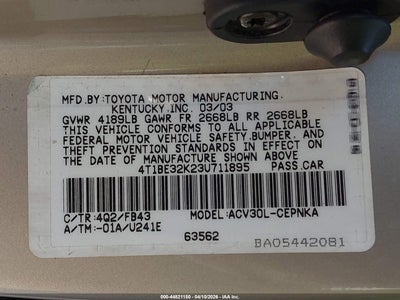 MFD.BY:TOYOTA MOTOR MANUFACTURING,
KENTUCKY,INC. 03/03
GVWR 4189LB GAWR FR 2668LB RR 2668LB
THIS VEHICLE CONFORMS TO ALL APPLICABLE
FEDERAL MOTOR VEHICLE SAFETY,BUMPER, AND
THEFT PREVENTION STANDARDS IN EFFECT ON
THE DATE OF MANUFACTURE SHOWN ABOVE.
4T1BE32K23U711895 PASS.CAR
C/TR:4Q2/FB43 MODEL:ACV30L-CEPNKA
A/TM:-01A/U241E
63562
BA05442081
000-44821150 - 04/10/2026 - IAA Inc.